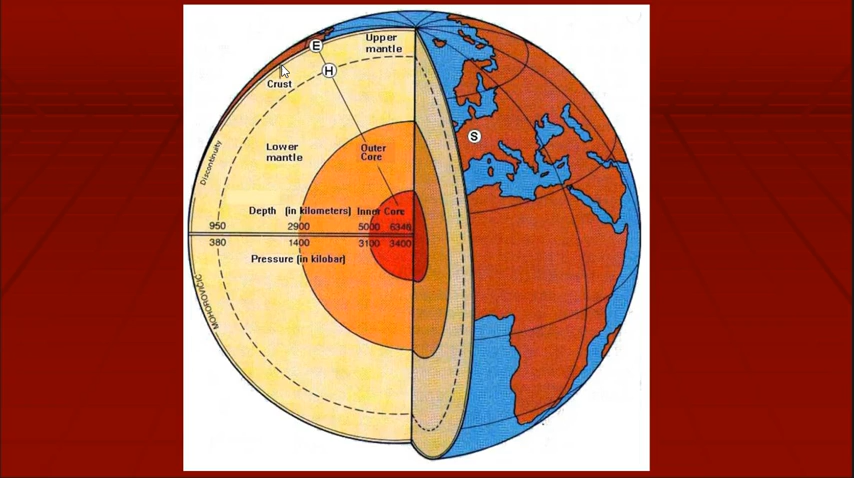 Upper
mantle
E
H
Crust
S
Lower
mantle
Outer
Core
Discontinuity
Depth (in kilometers) Inner Core
950 2900 5000 6348
380 1400 3100 3400
Pressure (in kilobar)
MOHOROVICIC